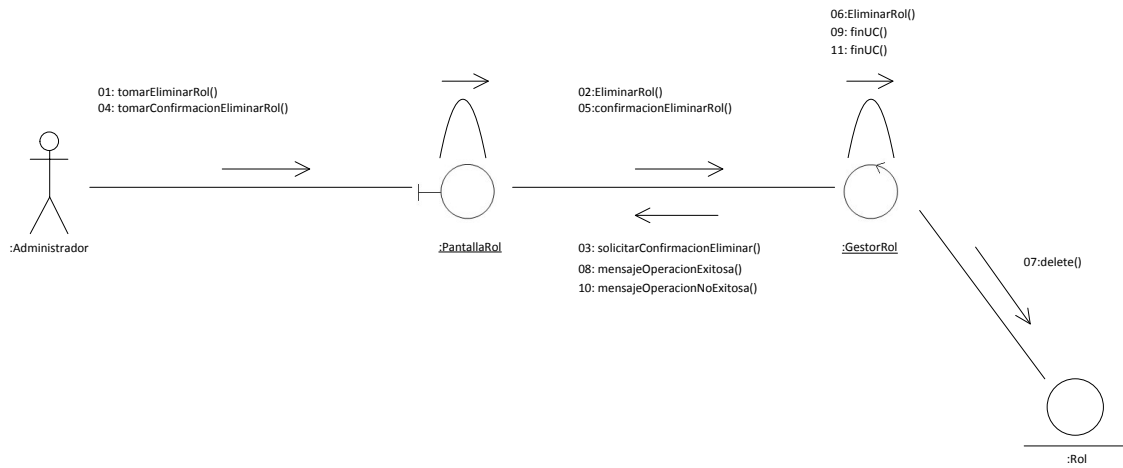 06:EliminarRol()
09: finUC()
11: finUC()
01: tomarEliminarRol()
04: tomarConfirmacionEliminarRol()
02:EliminarRol()
05:confirmacionEliminarRol()
:Administrador
:PantallaRol
:GestorRol
03: solicitarConfirmacionEliminar()
08: mensajeOperacionExitosa()
10: mensajeOperacionNoExitosa()
07:delete()
:Rol